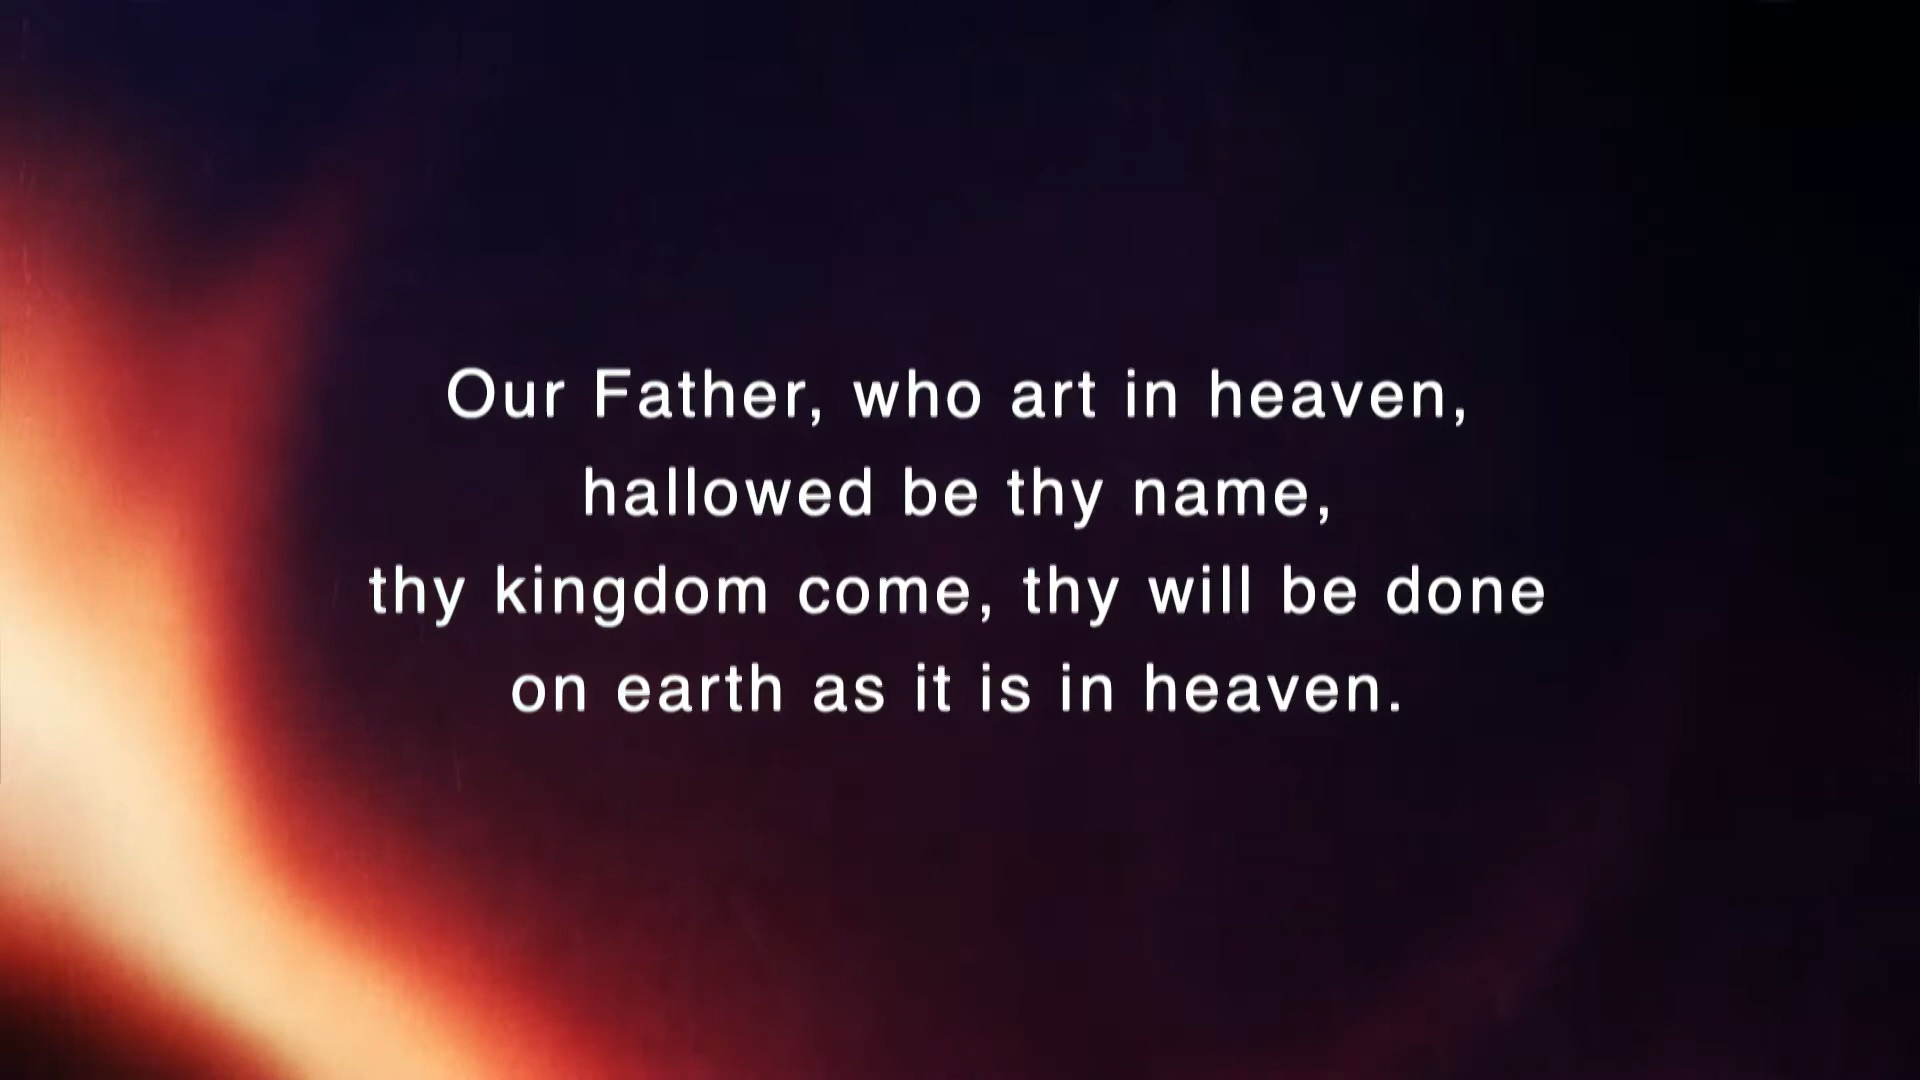 Our Father, who art in heaven,
hallowed be thy name,
thy kingdom come, thy will be done
on earth as it is in heaven.